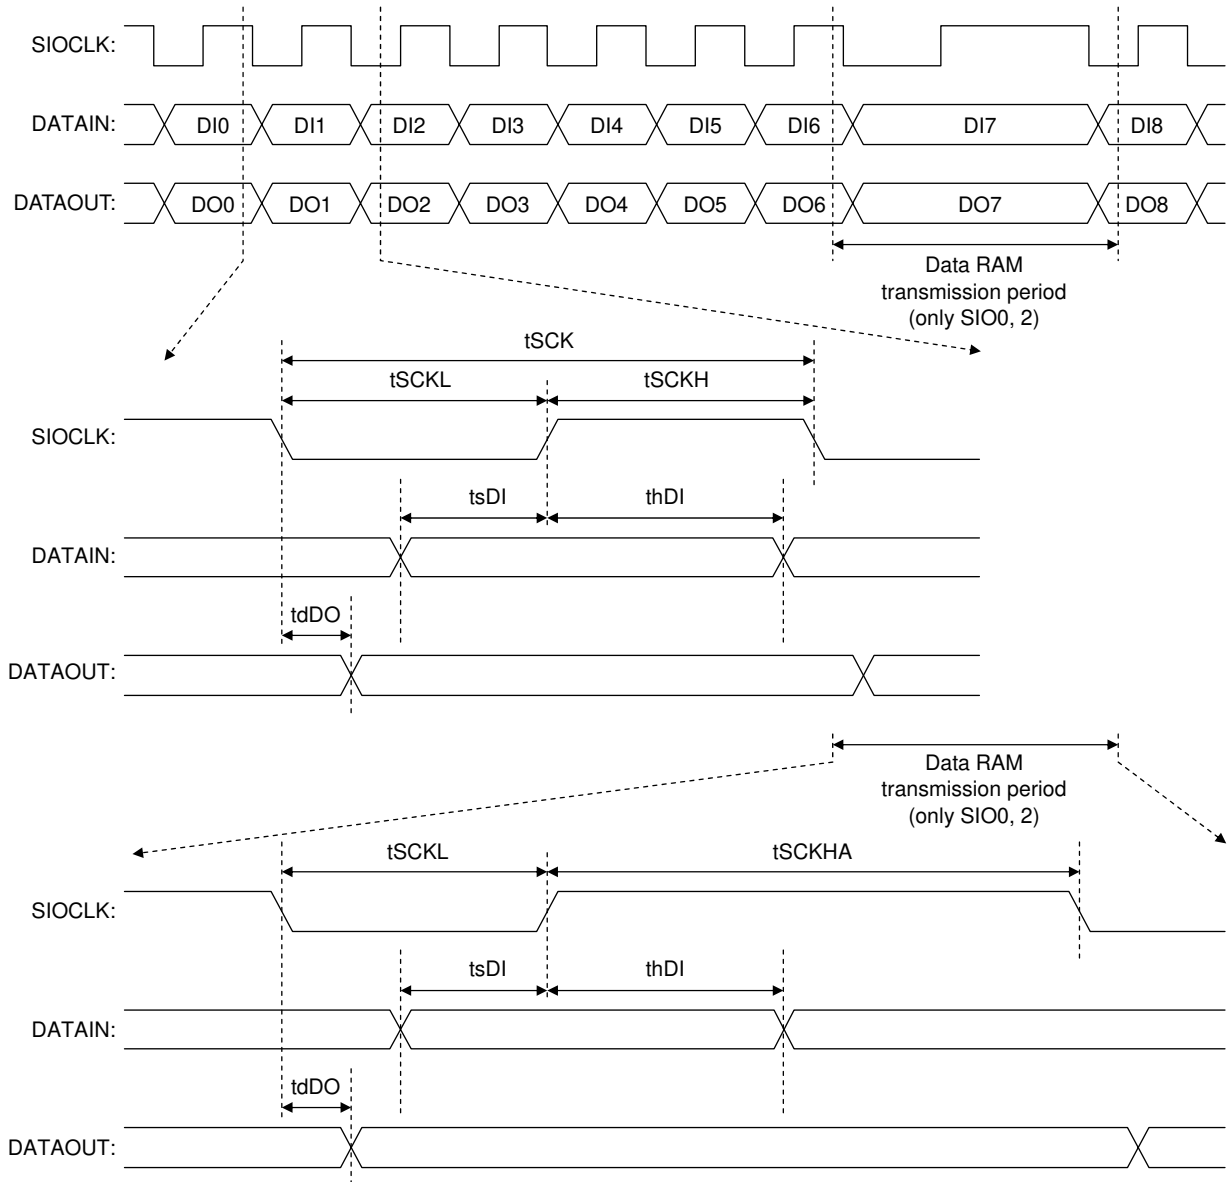 SIOCLK:
DATAIN: DI0 DI1 DI2 DI3 DI4 DI5 DI6 DI7 DI8
DATAOUT: DO0 DO1 DO2 DO3 DO4 DO5 DO6 DO7 DO8
Data RAM
transmission period
(only SIO0, 2)
tSCK
tSCKL tSCKH
SIOCLK:
tsDI thDI
DATAIN:
tdDO
DATAOUT:
Data RAM
transmission period
(only SIO0, 2)
tSCKL tSCKHA
SIOCLK:
tsDI thDI
DATAIN:
tdDO
DATAOUT: